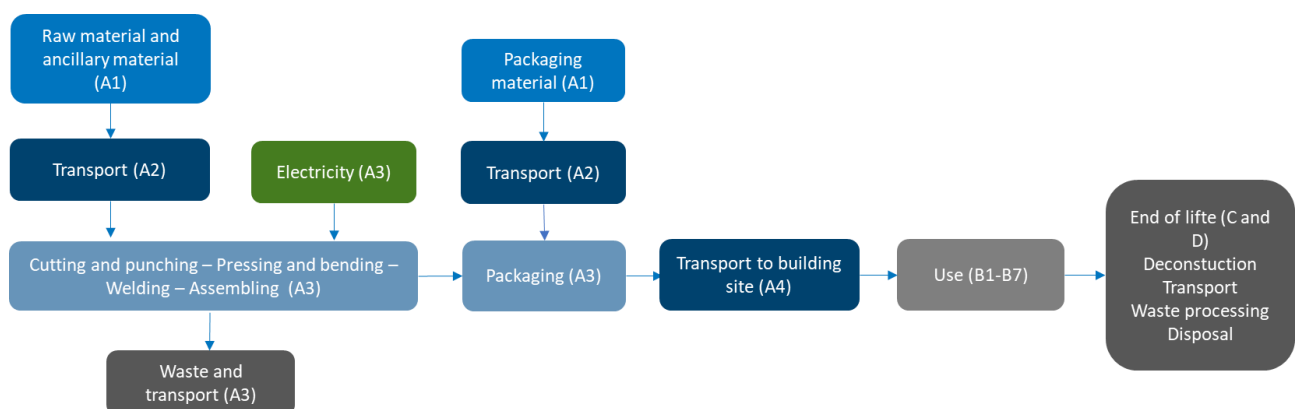 Raw material and
ancillary material
(A1)
Packaging
material (A1)
Transport (A2)
Electricity (A3)
Transport (A2)
Cutting and punching – Pressing and bending –
Welding – Assembling  (A3)
Packaging (A3)
Transport to building
site (A4)
Use (B1-B7)
End of lifte (C and
D)
Deconstuction
Transport
Waste processing
Disposal
Waste and
transport (A3)